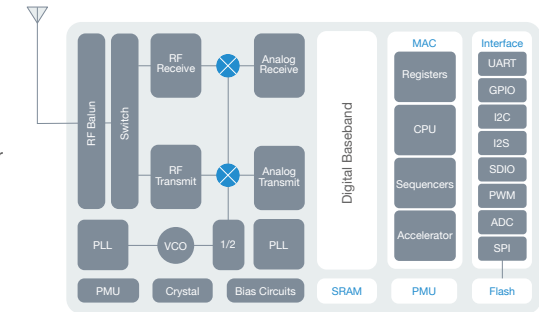 RF Balun
Switch
RF
Receive
Analog
Receive
RF
Transmit
Analog
Transmit
PLL
VCO
1/2
PLL
PMU
Crystal
Bias Circuits
Digital Baseband
SRAM
MAC
Registers
CPU
Sequencers
Accelerator
PMU
Interface
UART
GPIO
I2C
I2S
SDIO
PWM
ADC
SPI
Flash